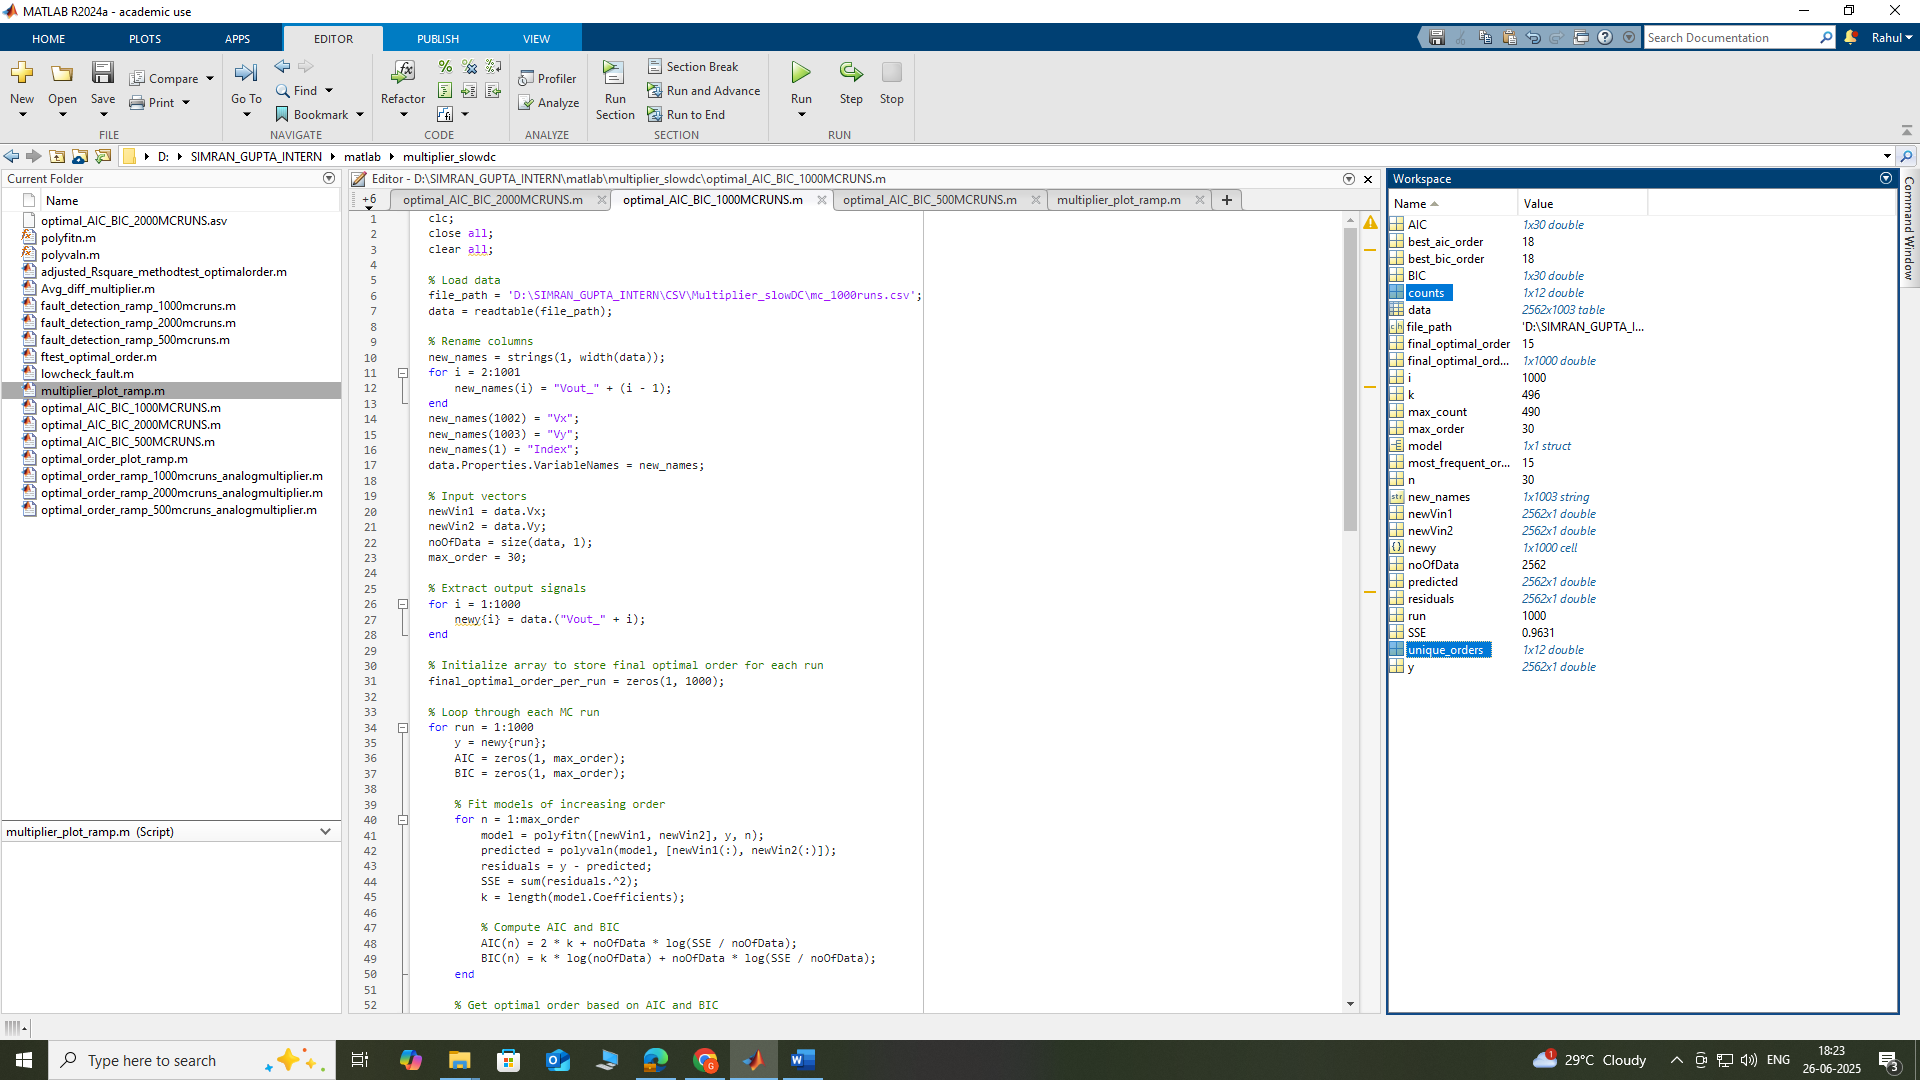 MATLAB R2024a - academic use
HOME PLOTS APPS EDITOR PUBLISH VIEW
Search Documentation
Rahul
New Open Save
Compare
Print
FILE
Go To
Find
Bookmark
NAVIGATE
Refactor
CODE
Profiler
Analyze
ANALYZE
Run Section
Section Break
Run and Advance
Run to End
SECTION
Run Step Stop
RUN
D: ▸ SIMRAN_GUPTA_INTERN ▸ matlab ▸ multiplier_slowdc
Current Folder
Name
optimal_AIC_BIC_2000MCRUNS.asv
polyfitn.m
polyvaln.m
adjusted_Rsquare_methodtest_optimalorder.m
Avg_diff_multiplier.m
fault_detection_ramp_1000mcruns.m
fault_detection_ramp_2000mcruns.m
fault_detection_ramp_500mcruns.m
ftest_optimal_order.m
lowcheck_fault.m
multiplier_plot_ramp.m
optimal_AIC_BIC_1000MCRUNS.m
optimal_AIC_BIC_2000MCRUNS.m
optimal_AIC_BIC_500MCRUNS.m
optimal_order_plot_ramp.m
optimal_order_ramp_1000mcruns_analogmultiplier.m
optimal_order_ramp_2000mcruns_analogmultiplier.m
optimal_order_ramp_500mcruns_analogmultiplier.m
multiplier_plot_ramp.m (Script)
Editor - D:\SIMRAN_GUPTA_INTERN\matlab\multiplier_slowdc\optimal_AIC_BIC_1000MCRUNS.m
+6 optimal_AIC_BIC_2000MCRUNS.m optimal_AIC_BIC_1000MCRUNS.m optimal_AIC_BIC_500MCRUNS.m multiplier_plot_ramp.m +
1 clc;
2 close all;
3 clear all;
4
5 % Load data
6 file_path = 'D:\SIMRAN_GUPTA_INTERN\CSV\Multiplier_slowDC\mc_1000runs.csv';
7 data = readtable(file_path);
8
9 % Rename columns
10 new_names = strings(1, width(data));
11 for i = 2:1001
12 new_names(i) = "Vout_" + (i - 1);
13 end
14 new_names(1002) = "Vx";
15 new_names(1003) = "Vy";
16 new_names(1) = "Index";
17 data.Properties.VariableNames = new_names;
18
19 % Input vectors
20 newVin1 = data.Vx;
21 newVin2 = data.Vy;
22 noOfData = size(data, 1);
23 max_order = 30;
24
25 % Extract output signals
26 for i = 1:1000
27 newy{i} = data.("Vout_" + i);
28 end
29
30 % Initialize array to store final optimal order for each run
31 final_optimal_order_per_run = zeros(1, 1000);
32
33 % Loop through each MC run
34 for run = 1:1000
35 y = newy{run};
36 AIC = zeros(1, max_order);
37 BIC = zeros(1, max_order);
38
39 % Fit models of increasing order
40 for n = 1:max_order
41 model = polyfitn([newVin1, newVin2], y, n);
42 predicted = polyvaln(model, [newVin1(:), newVin2(:)]);
43 residuals = y - predicted;
44 SSE = sum(residuals.^2);
45 k = length(model.Coefficients);
46
47 % Compute AIC and BIC
48 AIC(n) = 2 * k + noOfData * log(SSE / noOfData);
49 BIC(n) = k * log(noOfData) + noOfData * log(SSE / noOfData);
50 end
51
52 % Get optimal order based on AIC and BIC
Workspace
Name Value
AIC 1x30 double
best_aic_order 18
best_bic_order 18
BIC 1x30 double
counts 1x12 double
data 2562x1003 table
file_path 'D:\SIMRAN_GUPTA_I...
final_optimal_order 15
final_optimal_ord... 1x1000 double
i 1000
k 496
max_count 490
max_order 30
model 1x1 struct
most_frequent_or... 15
n 30
new_names 1x1003 string
newVin1 2562x1 double
newVin2 2562x1 double
newy 1x1000 cell
noOfData 2562
predicted 2562x1 double
residuals 2562x1 double
run 1000
SSE 0.9631
unique_orders 1x12 double
y 2562x1 double
Command Window
Type here to search
1 29°C Cloudy
ENG
18:23
26-06-2025
3